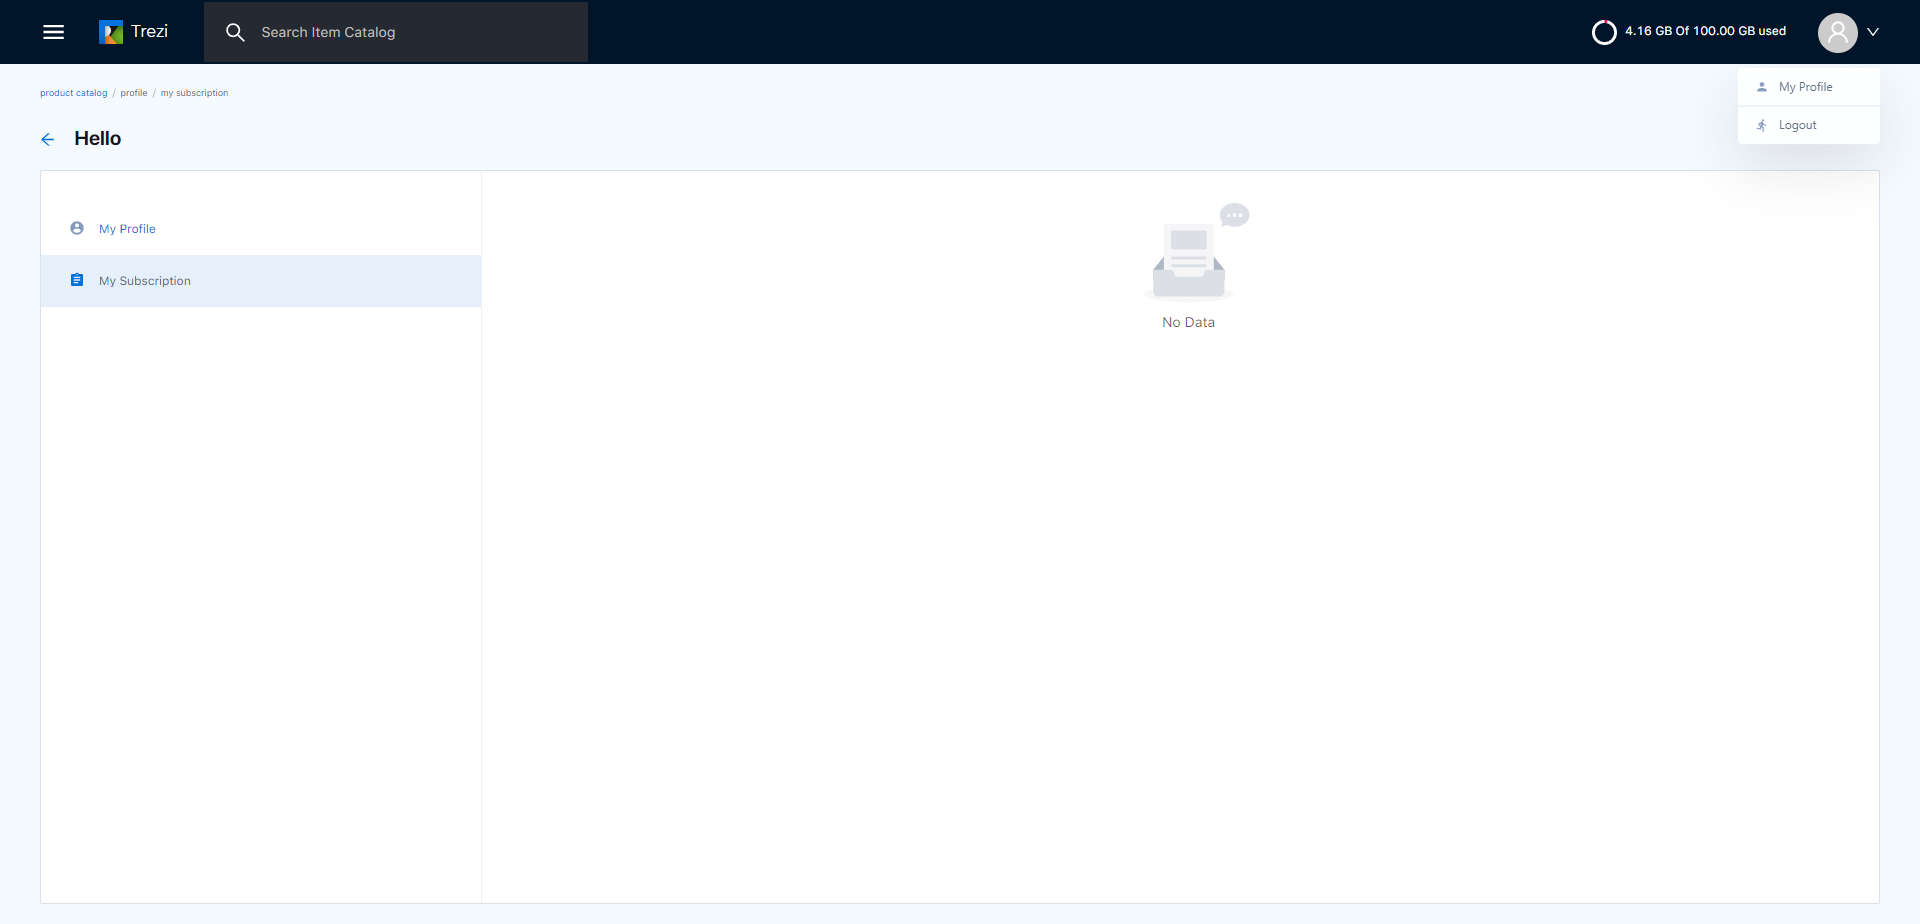 Trezi
Search Item Catalog
4.16 GB Of 100.00 GB used
My Profile
Logout
product catalog / profile / my subscription
Hello
My Profile
My Subscription
No Data